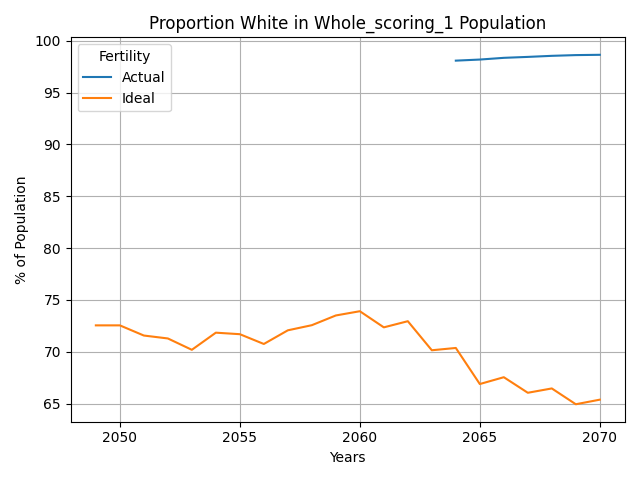 Proportion White in Whole_scoring_1 Population
Fertility
Actual
Ideal
% of Population
100
95
90
85
80
75
70
65
2050
2055
2060
2065
2070
Years